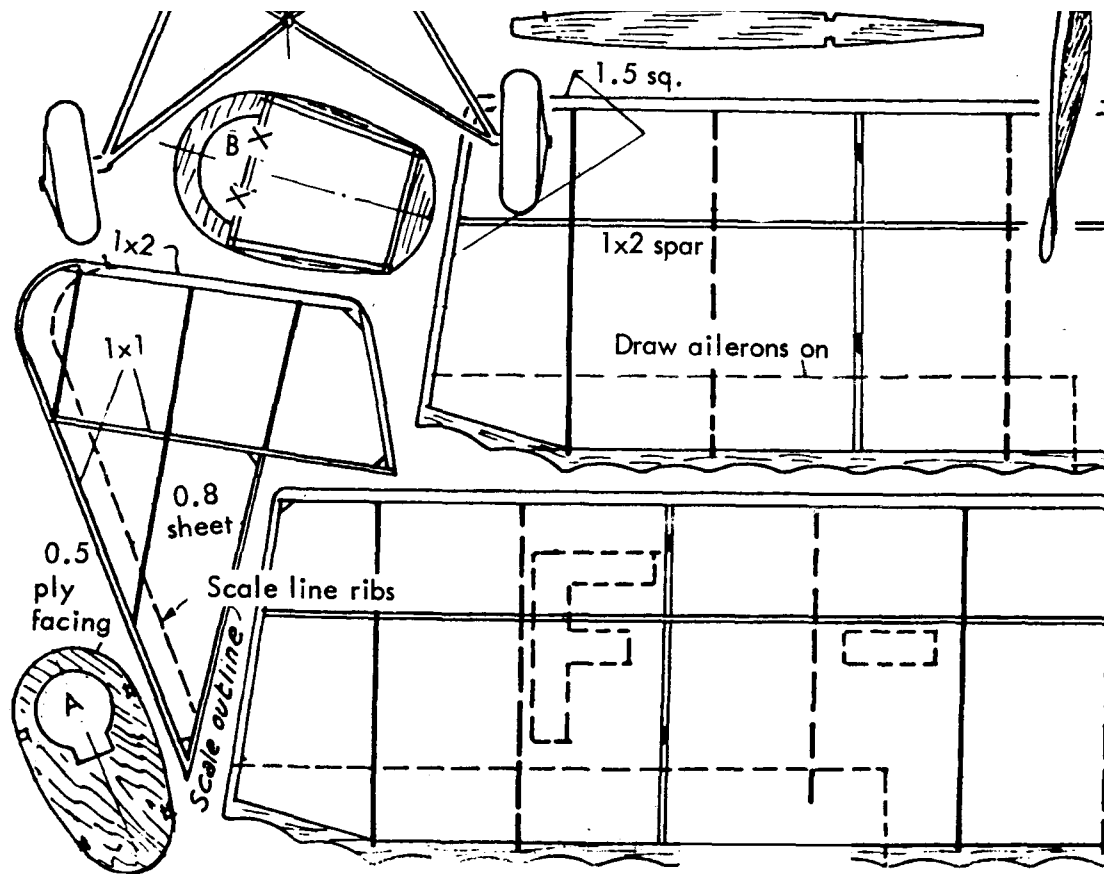 1.5 sq.
B
1x2
1x2 spar
1x1
Draw ailerons on
0.8
sheet
0.5
ply
facing
Scale line ribs
Scale outline
A
F -